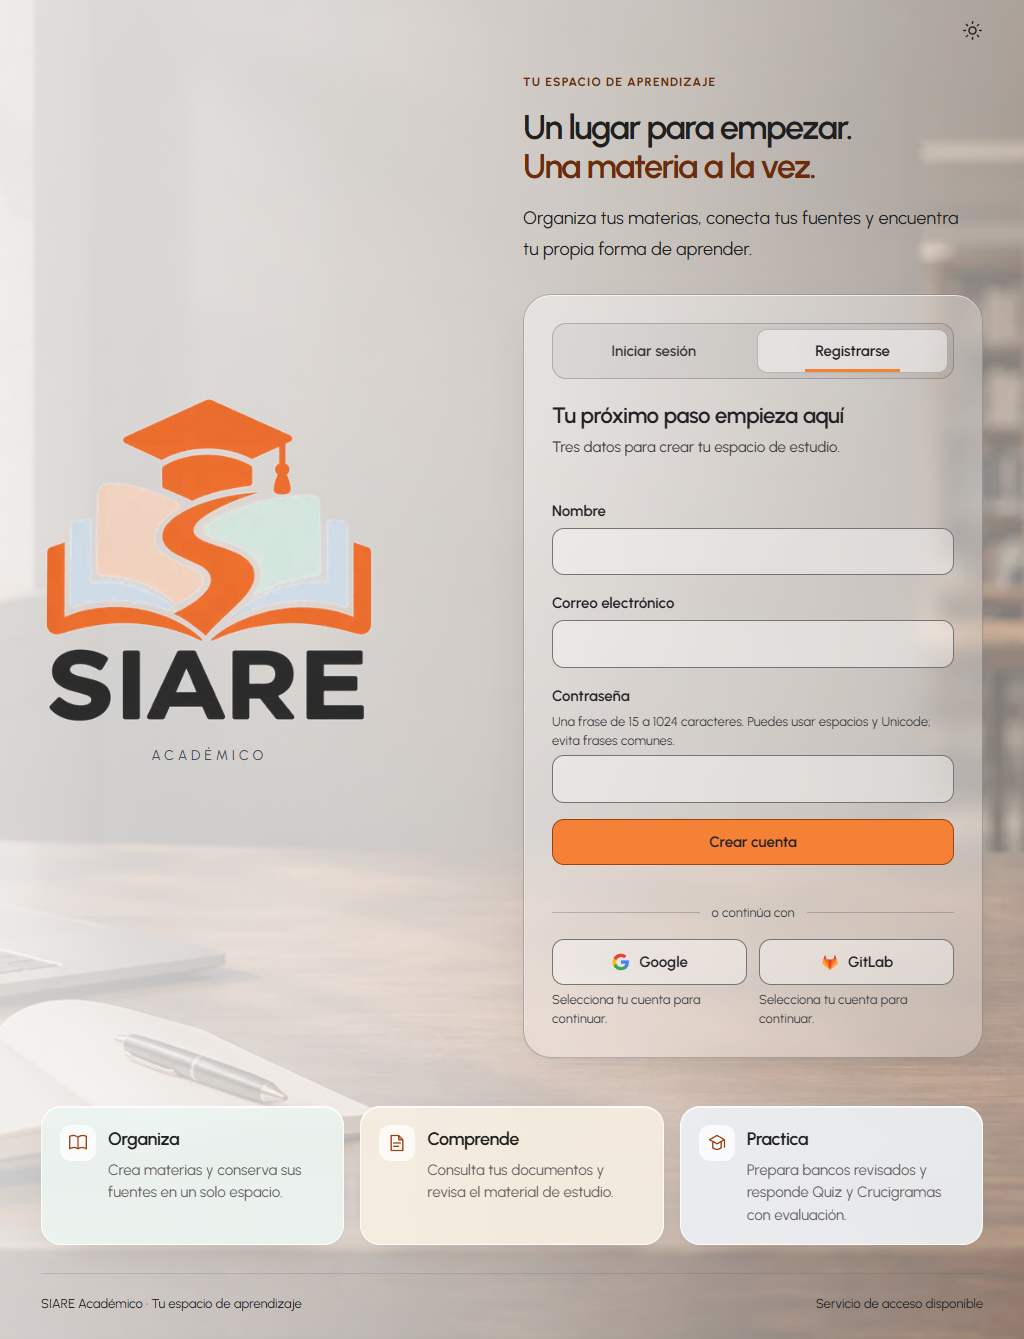 TU ESPACIO DE APRENDIZAJE
Un lugar para empezar.
Una materia a la vez.
Organiza tus materias, conecta tus fuentes y encuentra
tu propia forma de aprender.
SIARE
ACADÉMICO
Iniciar sesión
Registrarse
Tu próximo paso empieza aquí
Tres datos para crear tu espacio de estudio.
Nombre
Correo electrónico
Contraseña
Una frase de 15 a 1024 caracteres. Puedes usar espacios y Unicode;
evita frases comunes.
Crear cuenta
o continúa con
Google
GitLab
Selecciona tu cuenta para
continuar.
Selecciona tu cuenta para
continuar.
Organiza
Crea materias y conserva sus
fuentes en un solo espacio.
Comprende
Consulta tus documentos y
revisa el material de estudio.
Practica
Prepara bancos revisados y
responde Quiz y Crucigramas
con evaluación.
SIARE Académico · Tu espacio de aprendizaje
Servicio de acceso disponible